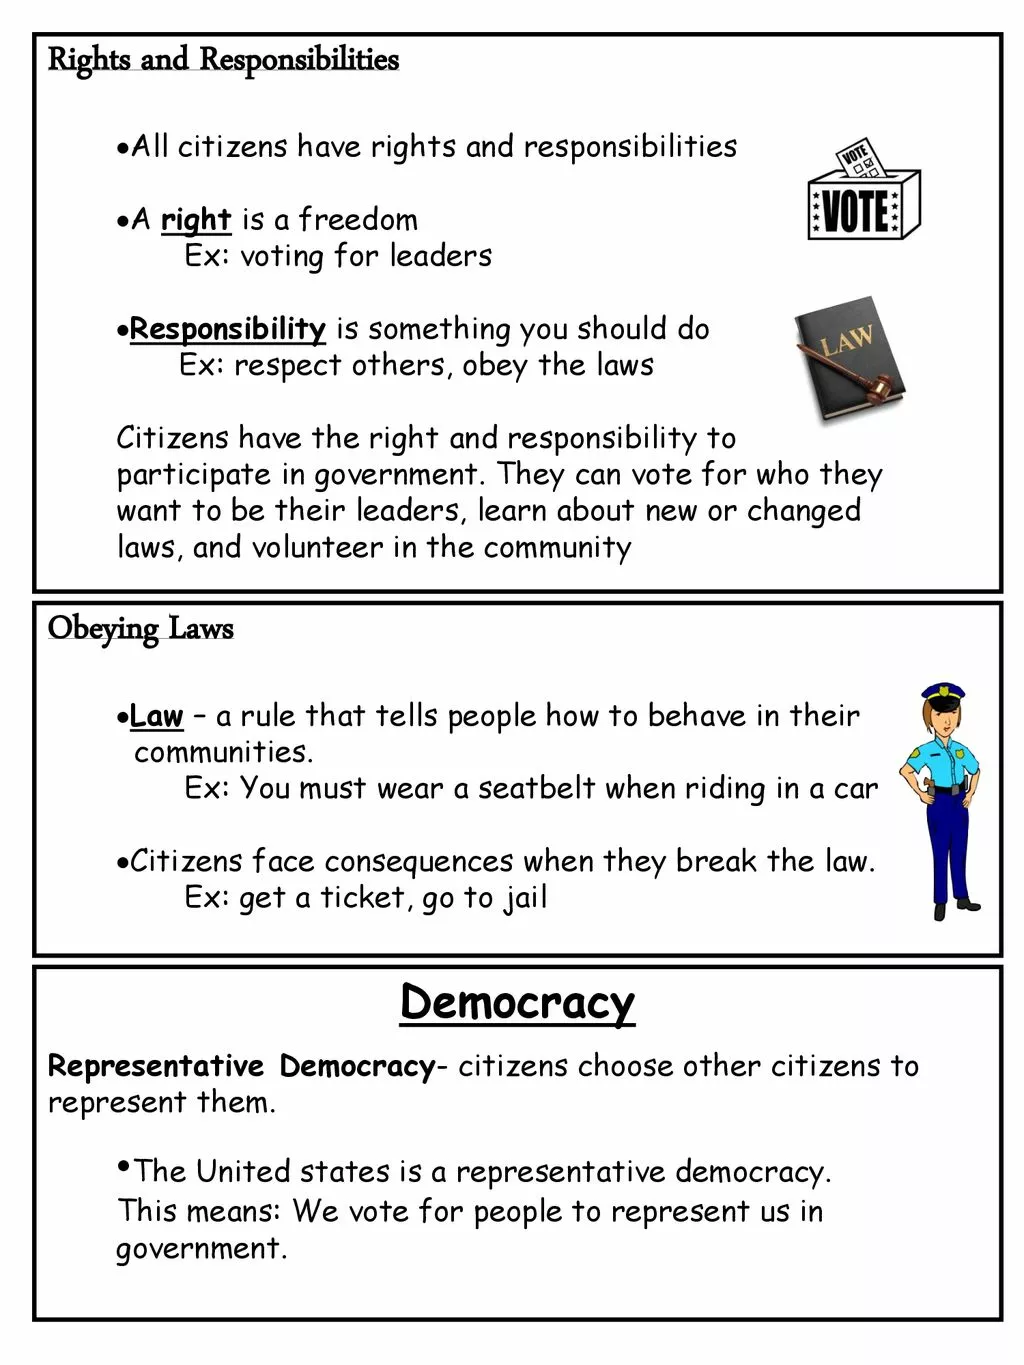 Rights and Responsibilities
•All citizens have rights and responsibilities
VOTE
VOTE
•A right is a freedom
Ex: voting for leaders
•Responsibility is something you should do
Ex: respect others, obey the laws
LAW
Citizens have the right and responsibility to
participate in government. They can vote for who they
want to be their leaders, learn about new or changed
laws, and volunteer in the community
Obeying Laws
•Law – a rule that tells people how to behave in their
communities.
Ex: You must wear a seatbelt when riding in a car
•Citizens face consequences when they break the law.
Ex: get a ticket, go to jail
Democracy
Representative Democracy- citizens choose other citizens to
represent them.
•The United states is a representative democracy.
This means: We vote for people to represent us in
government.